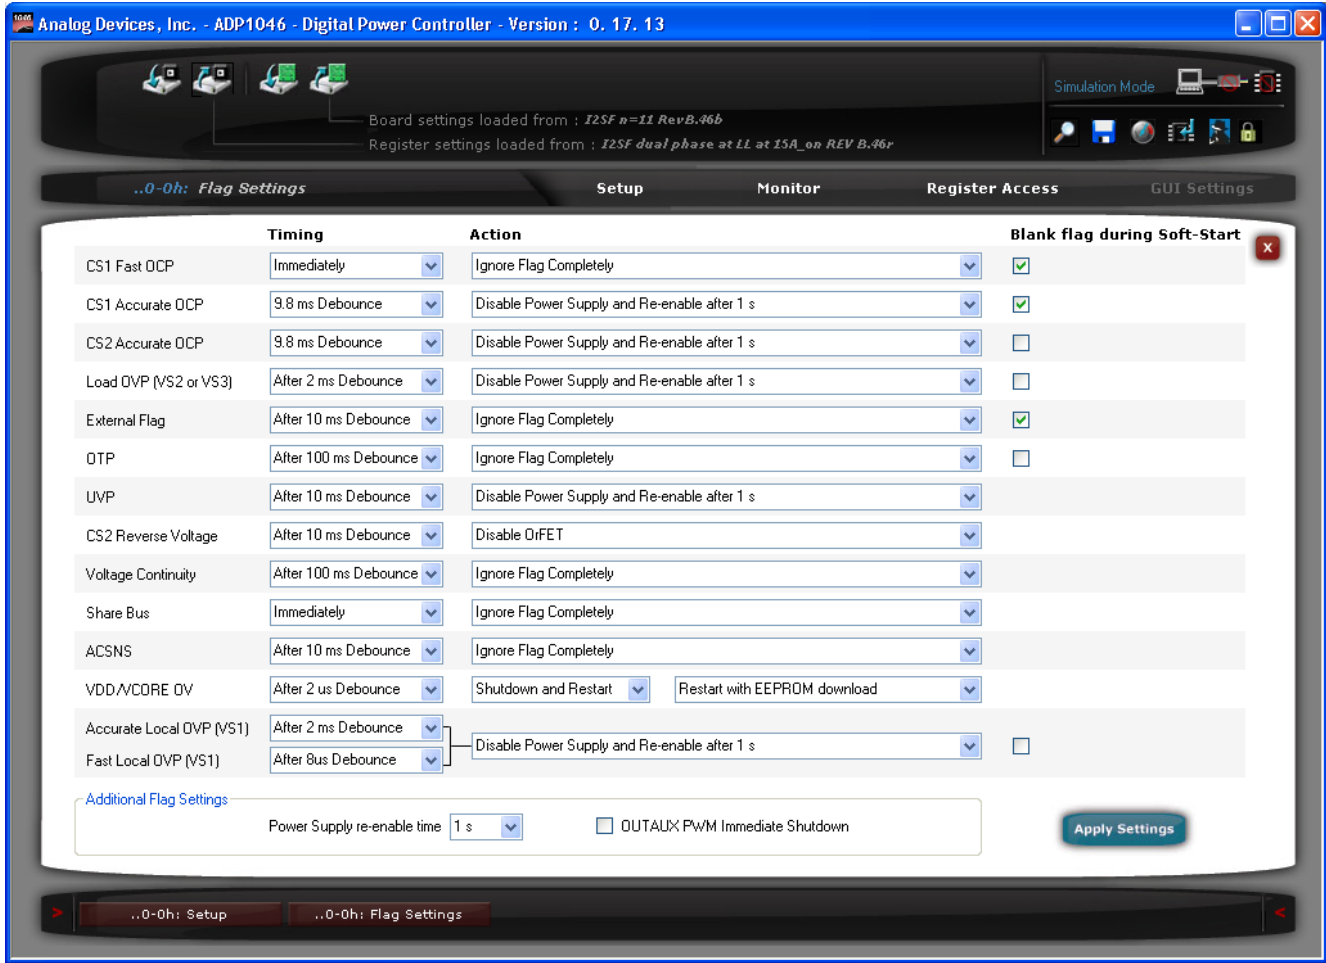 1046 Analog Devices, Inc. - ADP1046 - Digital Power Controller - Version : 0. 17. 13
Simulation Mode
Board settings loaded from : I2SF n=11 RevB.46b
Register settings loaded from : I2SF dual phase at LL at 15A_on REV B.46r
..0-0h: Flag Settings Setup Monitor Register Access GUI Settings
Timing Action Blank flag during Soft-Start
X
CS1 Fast OCP Immediately Ignore Flag Completely
CS1 Accurate OCP 9.8 ms Debounce Disable Power Supply and Re-enable after 1 s
CS2 Accurate OCP 9.8 ms Debounce Disable Power Supply and Re-enable after 1 s
Load OVP (VS2 or VS3) After 2 ms Debounce Disable Power Supply and Re-enable after 1 s
External Flag After 10 ms Debounce Ignore Flag Completely
OTP After 100 ms Debounce Ignore Flag Completely
UVP After 10 ms Debounce Disable Power Supply and Re-enable after 1 s
CS2 Reverse Voltage After 10 ms Debounce Disable OrFET
Voltage Continuity After 100 ms Debounce Ignore Flag Completely
Share Bus Immediately Ignore Flag Completely
ACSNS After 10 ms Debounce Ignore Flag Completely
VDD/VCORE OV After 2 us Debounce Shutdown and Restart Restart with EEPROM download
Accurate Local OVP (VS1) After 2 ms Debounce
Disable Power Supply and Re-enable after 1 s
Fast Local OVP (VS1) After 8us Debounce
Additional Flag Settings
Power Supply re-enable time 1 s OUTAUX PWM Immediate Shutdown
Apply Settings
> ..0-0h: Setup ..0-0h: Flag Settings <